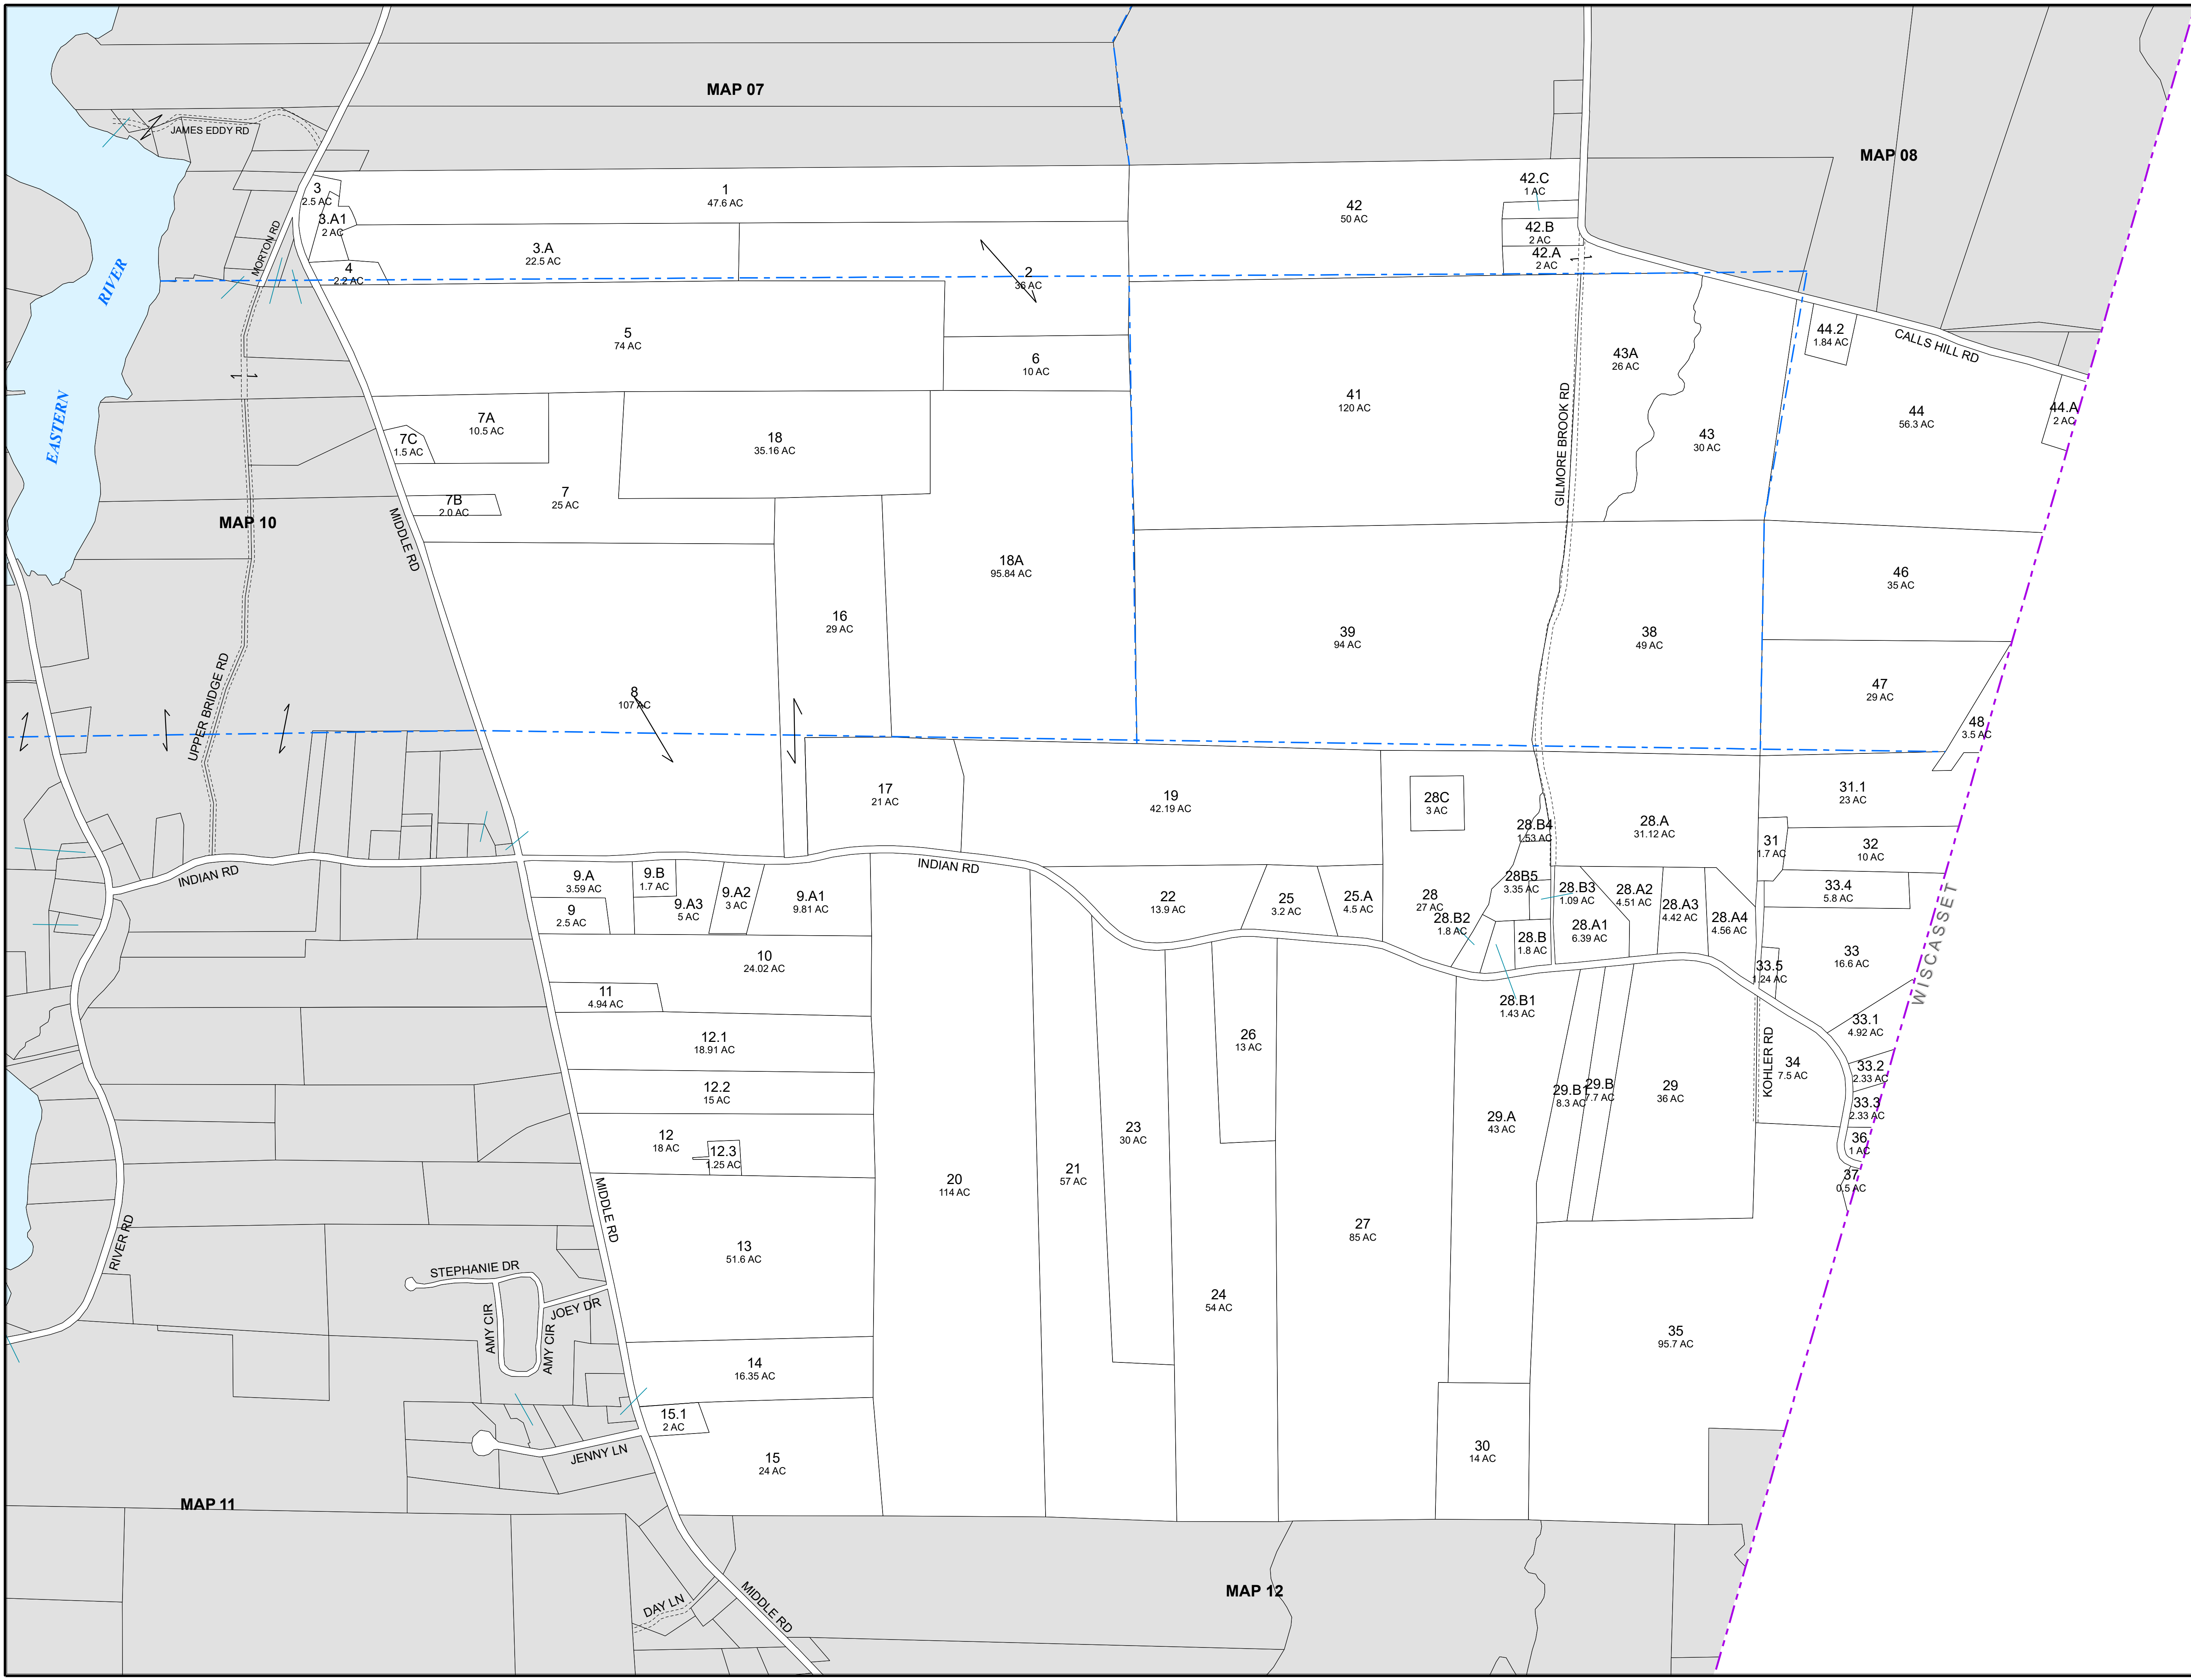 MAP 07
MAP 08
JAMES EDDY RD
3
2.5 AC
1
47.6 AC
42.C
1 AC
42
50 AC
3.A1
2 AC
42.B
2 AC
MORTON RD
3.A
22.5 AC
42.A
2 AC
4
2.2 AC
2
36 AC
EASTERN RIVER
5
74 AC
6
10 AC
43A
26 AC
44.2
1.84 AC
CALLS HILL RD
41
120 AC
GILMORE BROOK RD
44
56.3 AC
44.A
2 AC
7A
10.5 AC
7C
1.5 AC
18
35.16 AC
43
30 AC
7B
2.0 AC
7
25 AC
MAP 10
MIDDLE RD
18A
95.84 AC
46
35 AC
16
29 AC
39
94 AC
38
49 AC
UPPER BRIDGE RD
8
107 AC
47
29 AC
48
3.5 AC
17
21 AC
19
42.19 AC
28C
3 AC
31.1
23 AC
28.B4
1.53 AC
28.A
31.12 AC
31
1.7 AC
32
10 AC
INDIAN RD
INDIAN RD
9.A
3.59 AC
9.B
1.7 AC
9.A3
5 AC
9.A2
3 AC
9.A1
9.81 AC
9
2.5 AC
22
13.9 AC
25
3.2 AC
25.A
4.5 AC
28
27 AC
28B5
3.35 AC
28.B3
1.09 AC
28.A2
4.51 AC
28.A3
4.42 AC
28.A4
4.56 AC
33.4
5.8 AC
28.B2
1.8 AC
28.B
1.8 AC
28.A1
6.39 AC
WISCASSET
10
24.02 AC
33
16.6 AC
33.5
1.24 AC
11
4.94 AC
28.B1
1.43 AC
33.1
4.92 AC
12.1
18.91 AC
26
13 AC
KOHLER RD
34
7.5 AC
33.2
2.33 AC
12.2
15 AC
29.B1
8.3 AC
29.B
7.7 AC
29
36 AC
33.3
2.33 AC
12
18 AC
12.3
1.25 AC
23
30 AC
29.A
43 AC
36
1 AC
21
57 AC
20
114 AC
37
0.5 AC
MIDDLE RD
RIVER RD
13
51.6 AC
27
85 AC
STEPHANIE DR
AMY CIR
AMY CIR
JOEY DR
24
54 AC
35
95.7 AC
14
16.35 AC
15.1
2 AC
JENNY LN
15
24 AC
30
14 AC
MAP 11
MAP 12
DAY LN
MIDDLE RD